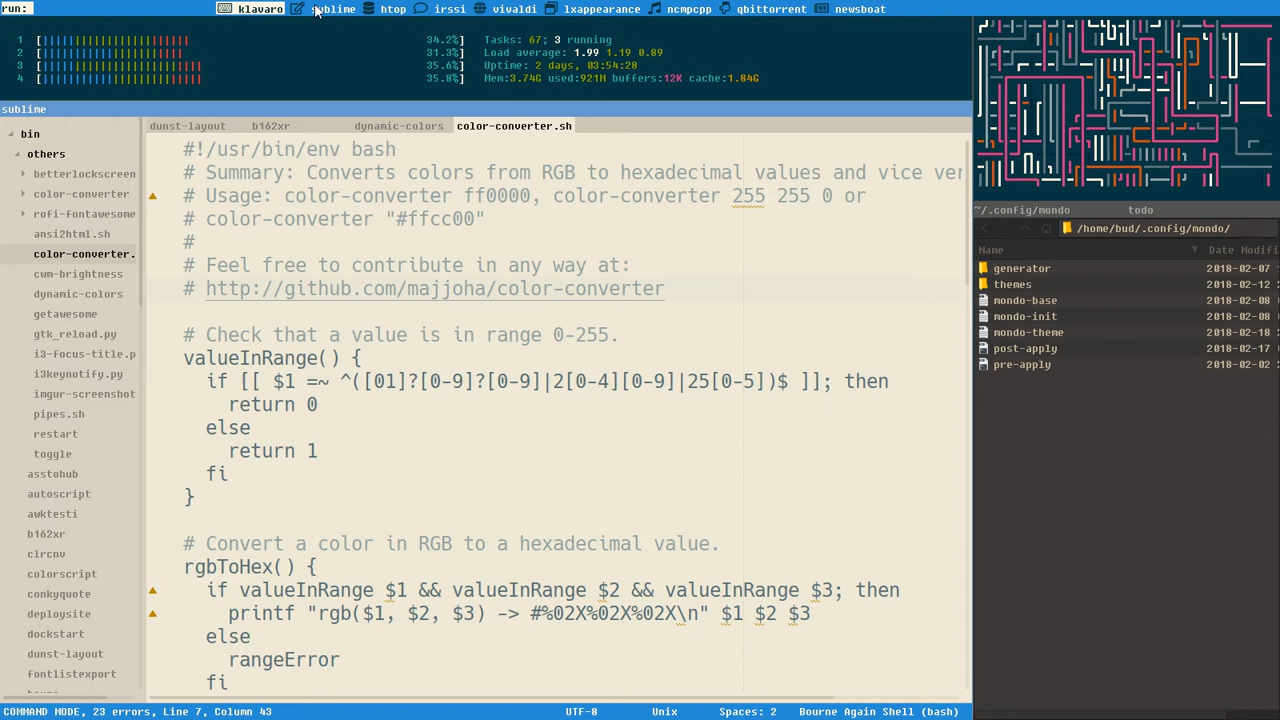 run: klavaro sublime htop irssi vivaldi lxappearance ncmpcpp qbittorrent newsboat
1 [ 34.2%] Tasks: 67; 3 running
2 [ 31.3%] Load average: 1.99 1.19 0.89
3 [ 35.6%] Uptime: 2 days, 03:54:28
4 [ 35.8%] Mem:3.74G used:921M buffers:12K cache:1.84G
sublime
bin
others
betterlockscreen
color-converter
rofi-fontawesome
ansi2html.sh
color-converter.
cwm-brightness
dynamic-colors
getawesome
gtk_reload.py
i3-focus-title.p
i3keynotify.py
imgur-screenshot
pipes.sh
restart
toggle
asstohub
autoscript
awktesti
b162xr
clrcnv
colorscript
conkyquote
deploysite
dockstart
dunst-layout
fontlistexport
dunst-layout b162xr dynamic-colors color-converter.sh
#!/usr/bin/env bash
# Summary: Converts colors from RGB to hexadecimal values and vice ver
# Usage: color-converter ff0000, color-converter 255 255 0 or
# color-converter "#ffcc00"
#
# Feel free to contribute in any way at:
# http://github.com/majjoha/color-converter
# Check that a value is in range 0-255.
valueInRange() {
if [[ $1 =~ ^([01]?[0-9]?[0-9]|2[0-4][0-9]|25[0-5])$ ]]; then
return 0
else
return 1
fi
}
# Convert a color in RGB to a hexadecimal value.
rgbToHex() {
if valueInRange $1 && valueInRange $2 && valueInRange $3; then
printf "rgb($1, $2, $3) -> #%02X%02X%02X\n" $1 $2 $3
else
rangeError
fi
COMMAND MODE, 23 errors, Line 7, Column 43 UTF-8 Unix Spaces: 2 Bourne Again Shell (bash)
~/.config/mondo todo
/home/bud/.config/mondo/
Name Date Modifi
generator 2018-02-07
themes 2018-02-12
mondo-base 2018-02-08
mondo-init 2018-02-08
mondo-theme 2018-02-18
post-apply 2018-02-17
pre-apply 2018-02-02